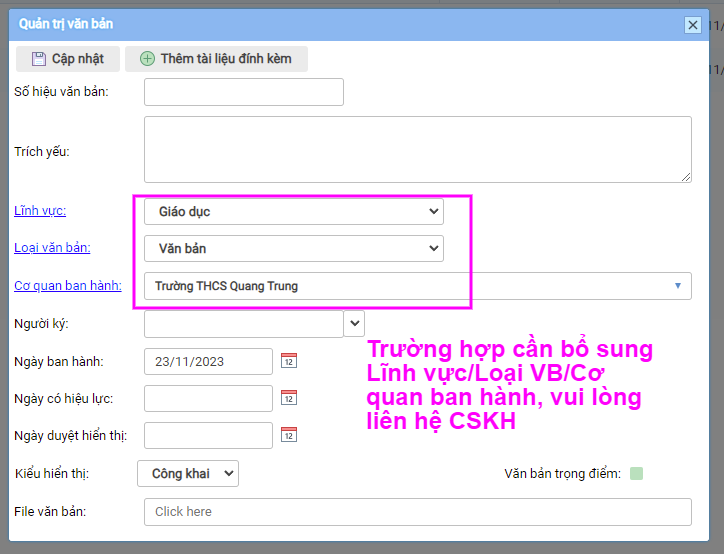 Quản trị văn bản
Cập nhật Thêm tài liệu đính kèm
Số hiệu văn bản:
Trích yếu:
Lĩnh vực: Giáo dục
Loại văn bản: Văn bản
Cơ quan ban hành: Trường THCS Quang Trung
Người ký:
Trường hợp cần bổ sung
Lĩnh vực/Loại VB/Cơ
quan ban hành, vui lòng
liên hệ CSKH
Ngày ban hành: 23/11/2023 12
Ngày có hiệu lực: 12
Ngày duyệt hiển thị: 12
Kiểu hiển thị: Công khai Văn bản trọng điểm:
File văn bản: Click here